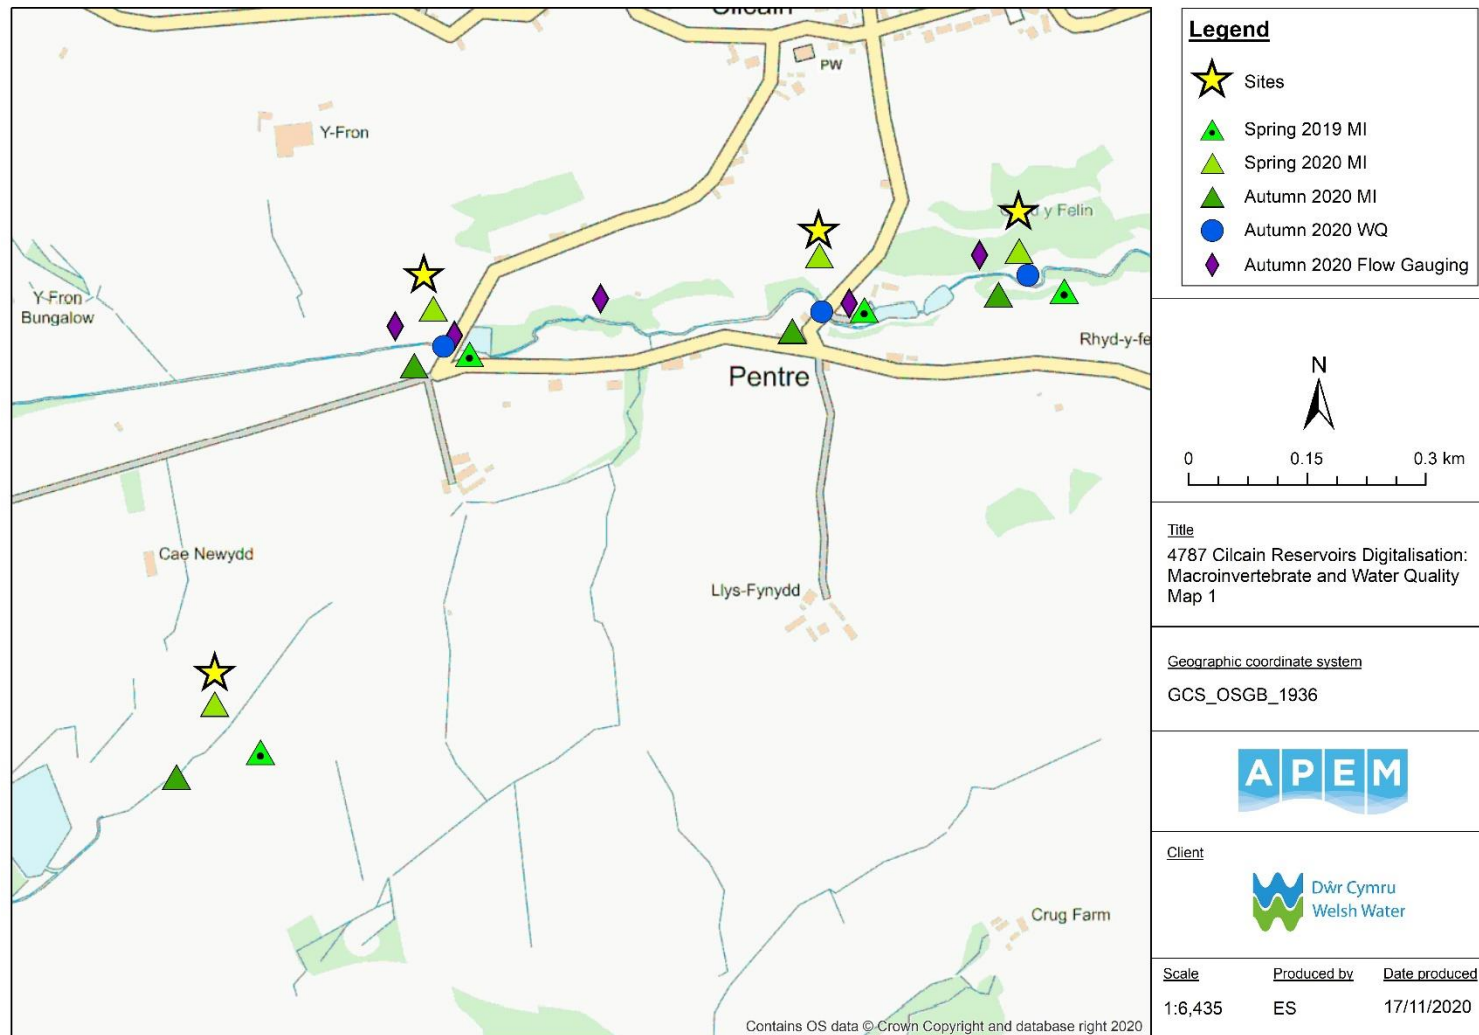 Cilcain
PW
Y-Fron
y Felin
Y Fron
Bungalow
Rhyd-y-fe
Pentre
Cae Newydd
Llys-Fynydd
Crug Farm
Contains OS data © Crown Copyright and database right 2020
Legend
Sites
Spring 2019 MI
Spring 2020 MI
Autumn 2020 MI
Autumn 2020 WQ
Autumn 2020 Flow Gauging
N
0 0.15 0.3 km
Title
4787 Cilcain Reservoirs Digitalisation:
Macroinvertebrate and Water Quality
Map 1
Geographic coordinate system
GCS_OSGB_1936
APEM
Client
Dŵr Cymru
Welsh Water
Scale Produced by Date produced
1:6,435 ES 17/11/2020